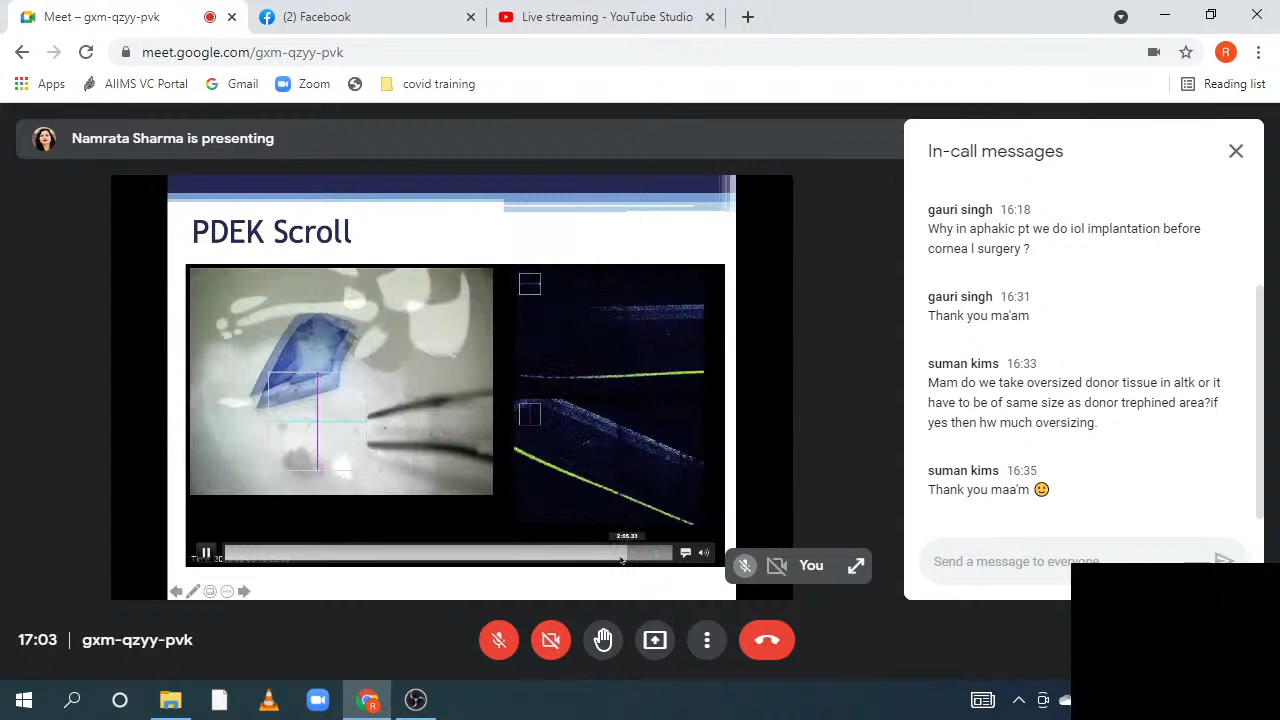 Meet – gxm-qzyy-pvk
(2) Facebook
Live streaming - YouTube Studio
meet.google.com/gxm-qzyy-pvk
R
Apps
AIIMS VC Portal
Gmail
Zoom
covid training
Reading list
Namrata Sharma is presenting
In-call messages
PDEK Scroll
gauri singh 16:18
Why in aphakic pt we do iol implantation before
cornea l surgery ?
gauri singh 16:31
Thank you ma'am
suman kims 16:33
Mam do we take oversized donor tissue in altk or it
have to be of same size as donor trephined area?if
yes then hw much oversizing.
suman kims 16:35
Thank you maa'm
You
Send a message to everyone
17:03 | gxm-qzyy-pvk
R